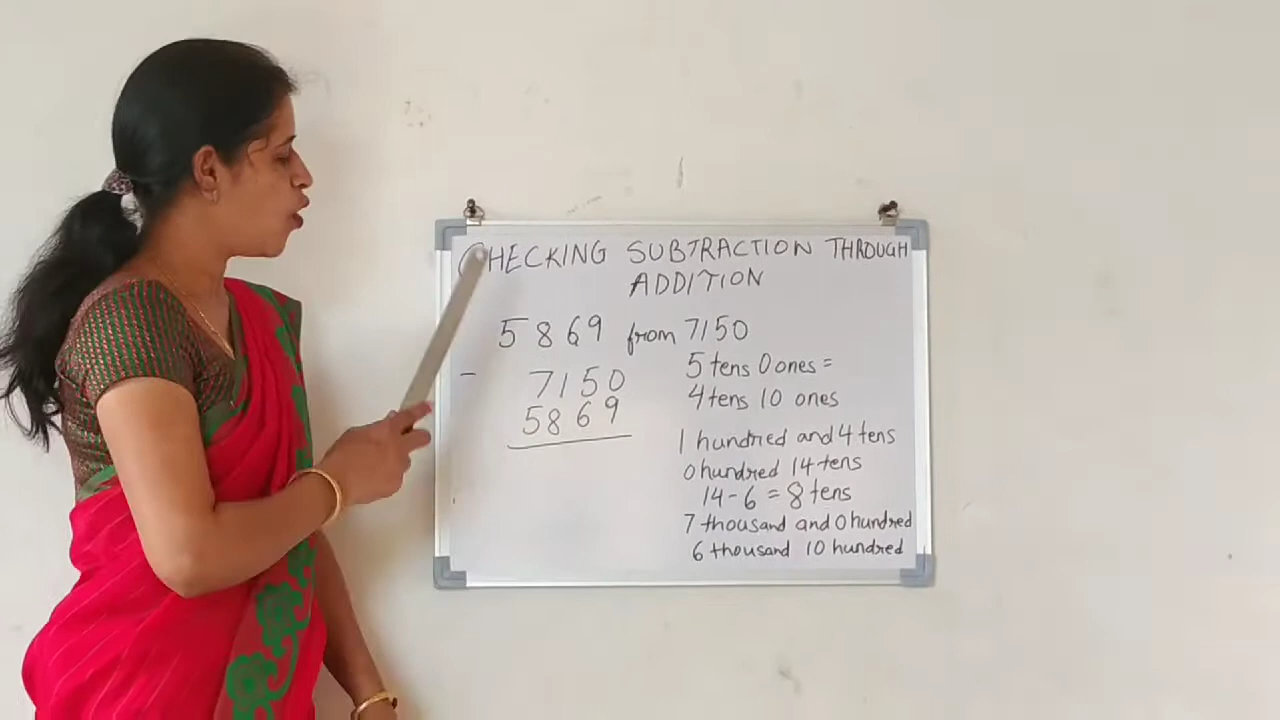 CHECKING SUBTRACTION THROUGH
ADDITION
5869 from 7150
- 7150
5869
5 tens 0 ones =
4 tens 10 ones
1 hundred and 4 tens
0 hundred 14 tens
14-6 = 8 tens
7 thousand and 0 hundred
6 thousand 10 hundred